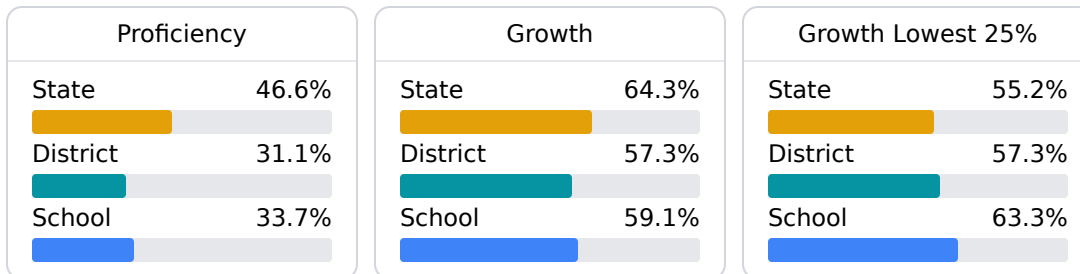 Proficiency
State 46.6%
District 31.1%
School 33.7%
Growth
State 64.3%
District 57.3%
School 59.1%
Growth Lowest 25%
State 55.2%
District 57.3%
School 63.3%